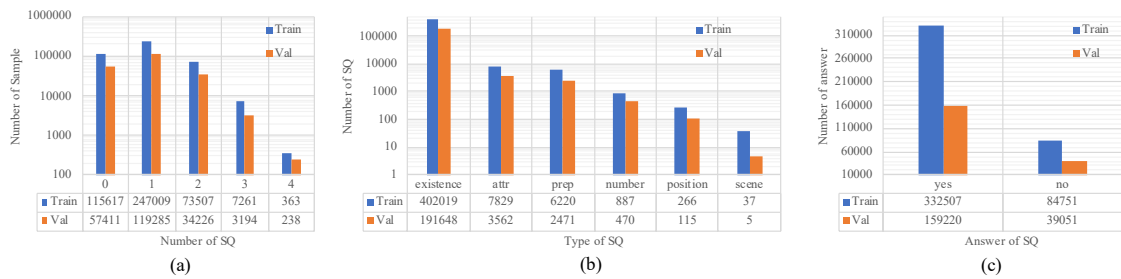 Number of Sample
1000000
100000
10000
1000
100
Train
Val
0 1 2 3 4
Train 115617 247009 73507 7261 363
Val 57411 119285 34226 3194 238
Number of SQ
(a)
Number of SQ
100000
10000
1000
100
10
1
Train
Val
existence attr prep number position scene
Train 402019 7829 6220 887 266 37
Val 191648 3562 2471 470 115 5
Type of SQ
(b)
Number of answer
310000
260000
210000
160000
110000
60000
10000
Train
Val
yes no
Train 332507 84751
Val 159220 39051
Answer of SQ
(c)